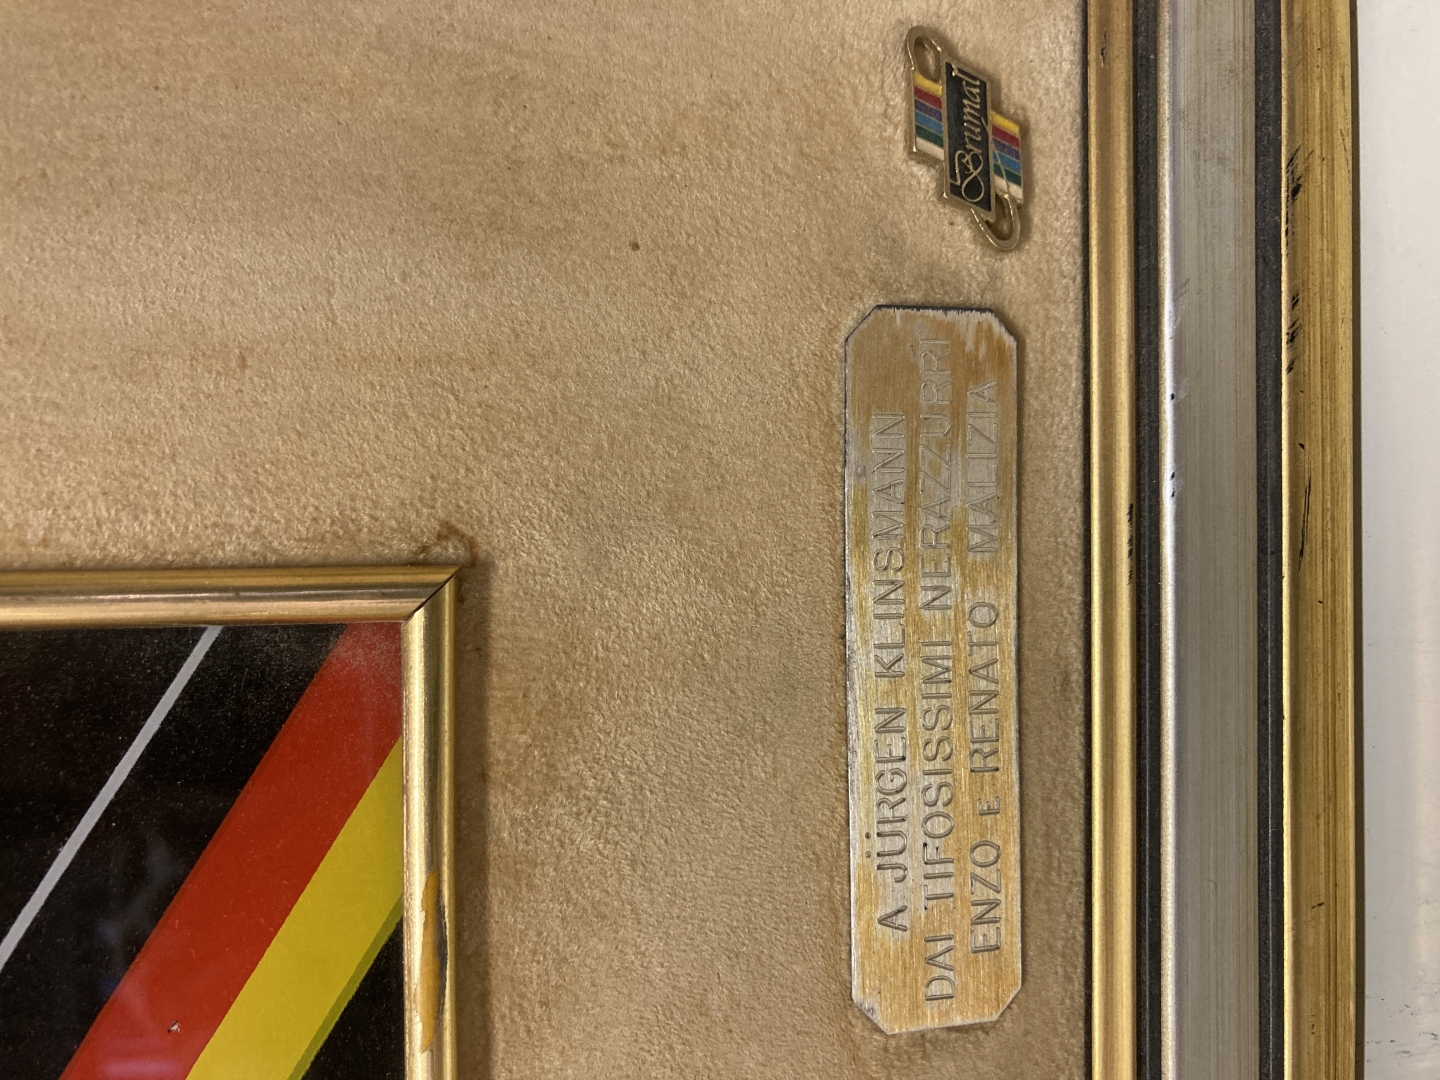 Brumal
A JÜRGEN KLINSMANN
DAI TIFOSISSIMI NERAZZURRI
ENZO E RENATO MALIZIA